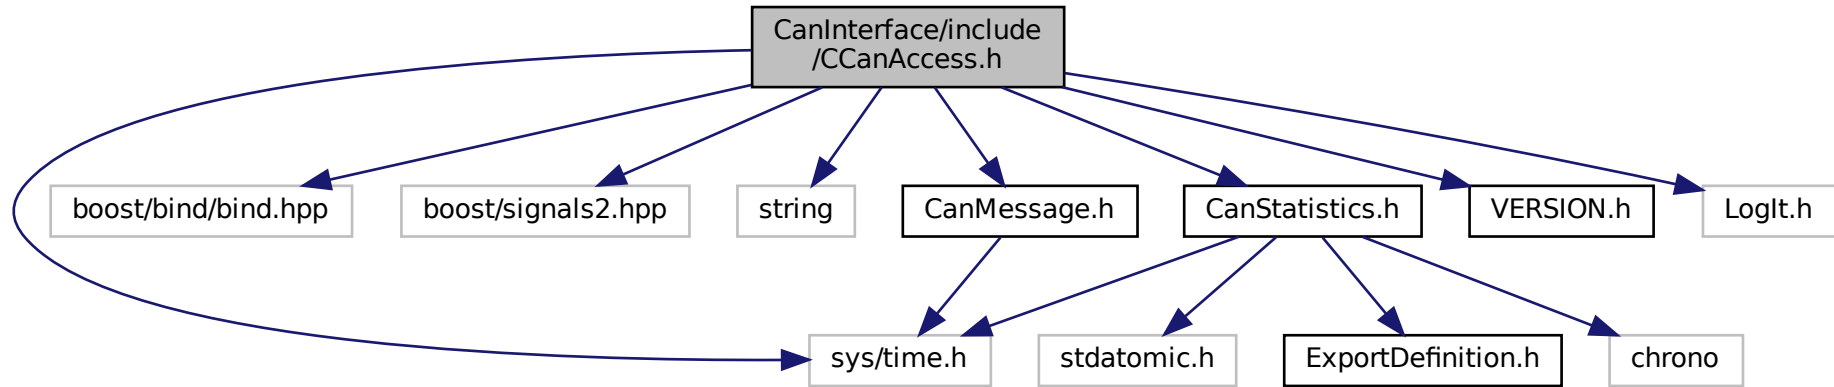 CanInterface/include
/CCanAccess.h
boost/bind/bind.hpp
boost/signals2.hpp
string
CanMessage.h
CanStatistics.h
VERSION.h
LogIt.h
sys/time.h
stdatomic.h
ExportDefinition.h
chrono